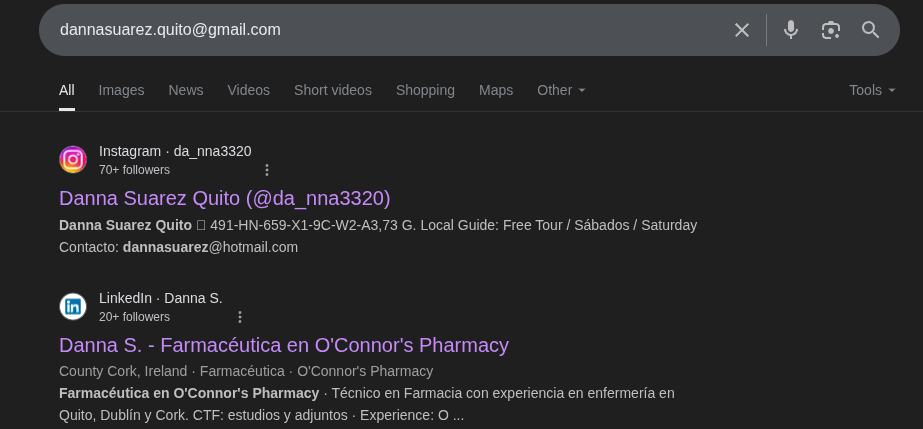 dannasuarez.quito@gmail.com
All Images News Videos Short videos Shopping Maps Other Tools
Instagram · da_nna3320
70+ followers
Danna Suarez Quito (@da_nna3320)
Danna Suarez Quito 491-HN-659-X1-9C-W2-A3,73 G. Local Guide: Free Tour / Sábados / Saturday
Contacto: dannasuarez@hotmail.com
LinkedIn · Danna S.
20+ followers
Danna S. - Farmacéutica en O'Connor's Pharmacy
County Cork, Ireland · Farmacéutica · O'Connor's Pharmacy
Farmacéutica en O'Connor's Pharmacy · Técnico en Farmacia con experiencia en enfermería en
Quito, Dublín y Cork. CTF: estudios y adjuntos · Experience: O ...